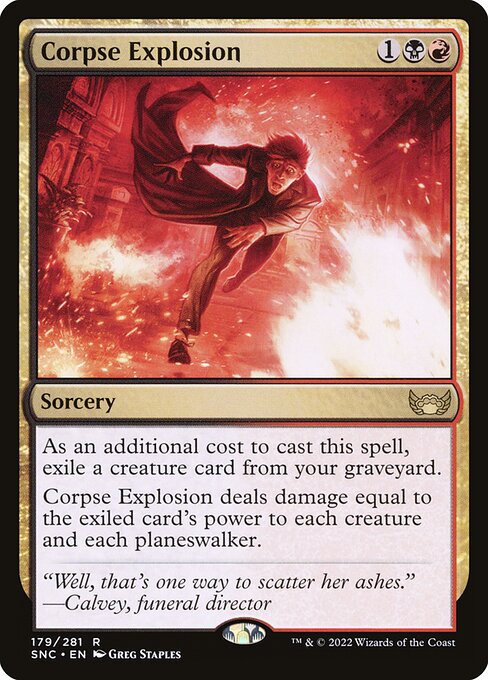 Corpse Explosion 1
Sorcery
As an additional cost to cast this spell,
exile a creature card from your graveyard.
Corpse Explosion deals damage equal to
the exiled card's power to each creature
and each planeswalker.
“Well, that's one way to scatter her ashes.”
—Calvey, funeral director
179/281 R
SNC • EN Greg Staples
™ & © 2022 Wizards of the Coast